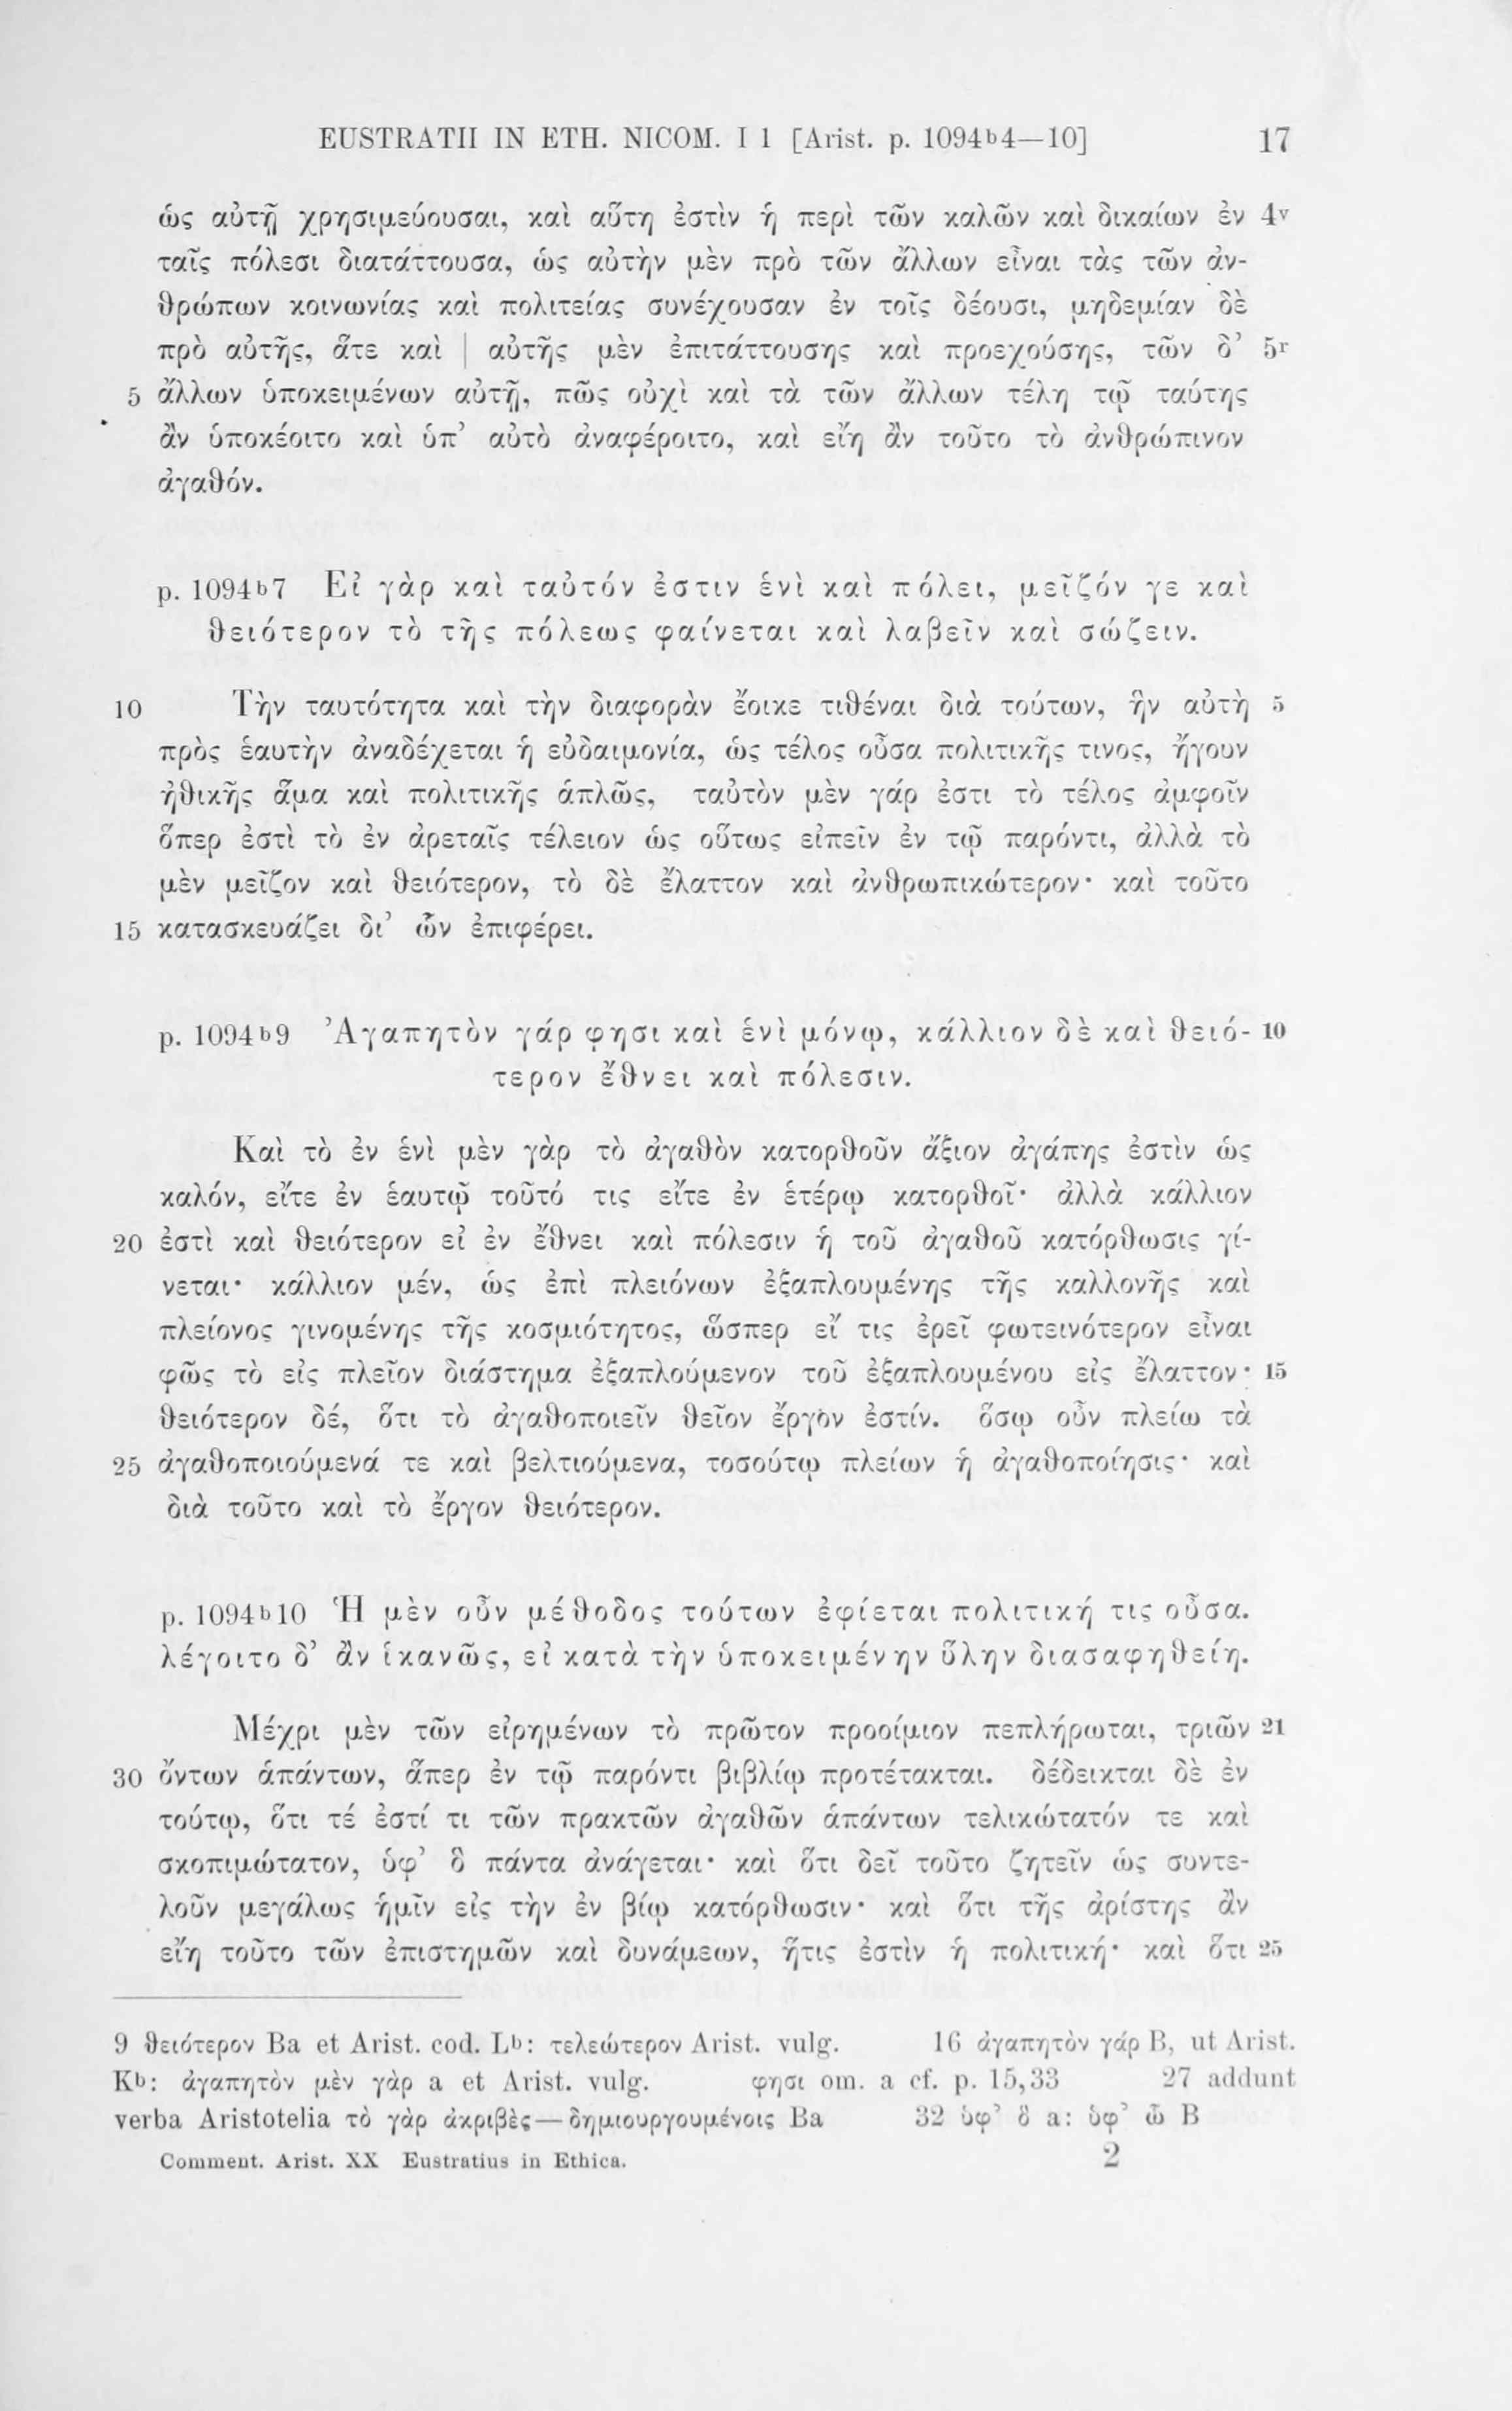 EUSTRATII IN ETH. NICOM. I 1 [Arist. p. 1094b4—10] 17
ὡς αὐτῇ χρησιμεύουσαι, καὶ αὕτη ἐστὶν ἡ περὶ τῶν καλῶν καὶ δικαίων ἐν 4v
ταῖς πόλεσι διατάττουσα, ὡς αὐτὴν μὲν πρὸ τῶν ἄλλων εἶναι τὰς τῶν ἀν-
θρώπων κοινωνίας καὶ πολιτείας συνέχουσαν ἐν τοῖς δέουσι, μηδεμίαν δὲ
πρὸ αὐτῆς, ἅτε καὶ | αὐτῆς μὲν ἐπιταττούσης καὶ προεχούσης, τῶν δ’ 5r
5 ἄλλων ὑποκειμένων αὐτῇ, πῶς οὐχὶ καὶ τὰ τῶν ἄλλων τέλη τῷ ταύτης
ἂν ὑποκέοιτο καὶ ὑπ’ αὐτὸ ἀναφέροιτο, καὶ εἴη ἂν τοῦτο τὸ ἀνθρώπινον
ἀγαθόν.
p. 1094b7 Εἰ γὰρ καὶ ταὐτόν ἐστιν ἑνὶ καὶ πόλει, μεῖζόν γε καὶ
θειότερον τὸ τῆς πόλεως φαίνεται καὶ λαβεῖν καὶ σώζειν.
10 Τὴν ταυτότητα καὶ τὴν διαφορὰν ἔοικε τιθέναι διὰ τούτων, ἣν αὐτὴ 5
πρὸς ἑαυτὴν ἀναδέχεται ἡ εὐδαιμονία, ὡς τέλος οὖσα πολιτικῆς τινος, ἤγουν
ἠθικῆς ἅμα καὶ πολιτικῆς ἁπλῶς, ταὐτὸν μὲν γάρ ἐστι τὸ τέλος ἀμφοῖν
ὅπερ ἐστὶ τὸ ἐν ἀρεταῖς τέλειον ὡς οὕτως εἰπεῖν ἐν τῷ παρόντι, ἀλλὰ τὸ
μὲν μεῖζον καὶ θειότερον, τὸ δὲ ἔλαττον καὶ ἀνθρωπικώτερον· καὶ τοῦτο
15 κατασκευάζει δι’ ὧν ἐπιφέρει.
p. 1094b9 Ἀγαπητὸν γάρ φησι καὶ ἑνὶ μόνῳ, κάλλιον δὲ καὶ θειό- 10
τερον ἔθνει καὶ πόλεσιν.
Καὶ τὸ ἐν ἑνὶ μὲν γὰρ τὸ ἀγαθὸν κατορθοῦν ἄξιον ἀγάπης ἐστὶν ὡς
καλόν, εἴτε ἐν ἑαυτῷ τοῦτό τις εἴτε ἐν ἑτέρῳ κατορθοῖ· ἀλλὰ κάλλιον
20 ἐστὶ καὶ θειότερον εἰ ἐν ἔθνει καὶ πόλεσιν ἡ τοῦ ἀγαθοῦ κατόρθωσις γί-
νεται· κάλλιον μέν, ὡς ἐπὶ πλειόνων ἐξαπλουμένης τῆς καλλονῆς καὶ
πλείονος γινομένης τῆς κοσμιότητος, ὥσπερ εἴ τις ἐρεῖ φωτεινότερον εἶναι
φῶς τὸ εἰς πλεῖον διάστημα ἐξαπλούμενον τοῦ ἐξαπλουμένου εἰς ἔλαττον· 15
θειότερον δέ, ὅτι τὸ ἀγαθοποιεῖν θεῖον ἔργον ἐστίν. ὅσῳ οὖν πλείω τὰ
25 ἀγαθοποιούμενά τε καὶ βελτιούμενα, τοσούτῳ πλείων ἡ ἀγαθοποίησις· καὶ
διὰ τοῦτο καὶ τὸ ἔργον θειότερον.
p. 1094b10 Ἡ μὲν οὖν μέθοδος τούτων ἐφίεται πολιτική τις οὖσα.
λέγοιτο δ’ ἂν ἱκανῶς, εἰ κατὰ τὴν ὑποκειμένην ὕλην διασαφηθείη.
Μέχρι μὲν τῶν εἰρημένων τὸ πρῶτον προοίμιον πεπλήρωται, τριῶν 21
30 ὄντων ἁπάντων, ἅπερ ἐν τῷ παρόντι βιβλίῳ προτέτακται. δέδεικται δὲ ἐν
τούτῳ, ὅτι τέ ἐστί τι τῶν πρακτῶν ἀγαθῶν ἁπάντων τελικώτατόν τε καὶ
σκοπιμώτατον, ὑφ’ ὃ πάντα ἀνάγεται· καὶ ὅτι δεῖ τοῦτο ζητεῖν ὡς συντε-
λοῦν μεγάλως ἡμῖν εἰς τὴν ἐν βίῳ κατόρθωσιν· καὶ ὅτι τῆς ἀρίστης ἂν
εἴη τοῦτο τῶν ἐπιστημῶν καὶ δυνάμεων, ἥτις ἐστὶν ἡ πολιτική· καὶ ὅτι 25
9 θειότερον Ba et Arist. cod. Lb: τελεώτερον Arist. vulg. 16 ἀγαπητὸν γάρ B, ut Arist.
Kb: ἀγαπητὸν μὲν γὰρ a et Arist. vulg. φησι om. a cf. p. 15,33 27 addunt
verba Aristotelia τὸ γὰρ ἀκριβὲς—δημιουργουμένοις Ba 32 ὑφ’ ὃ a: ὑφ’ ᾧ B
Comment. Arist. XX Eustratius in Ethica. 2